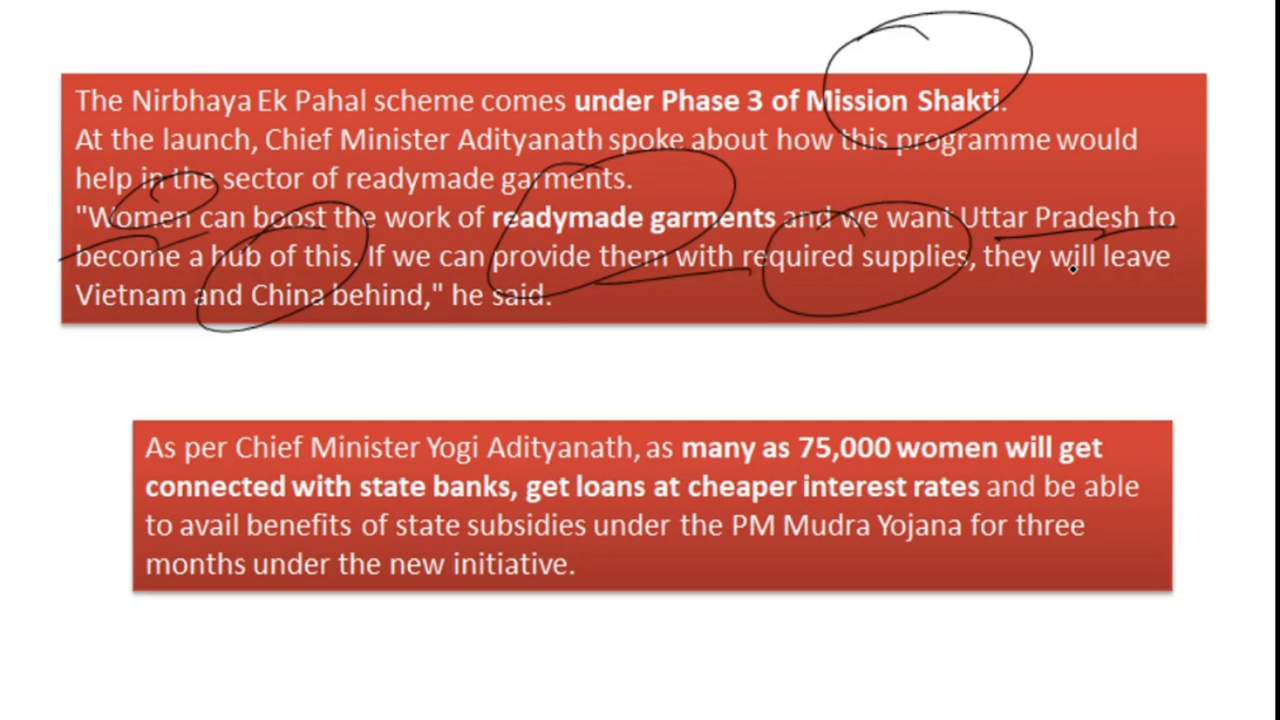 The Nirbhaya Ek Pahal scheme comes under Phase 3 of Mission Shakti.
At the launch, Chief Minister Adityanath spoke about how this programme would
help in the sector of readymade garments.
"Women can boost the work of readymade garments and we want Uttar Pradesh to
become a hub of this. If we can provide them with required supplies, they will leave
Vietnam and China behind," he said.
As per Chief Minister Yogi Adityanath, as many as 75,000 women will get
connected with state banks, get loans at cheaper interest rates and be able
to avail benefits of state subsidies under the PM Mudra Yojana for three
months under the new initiative.